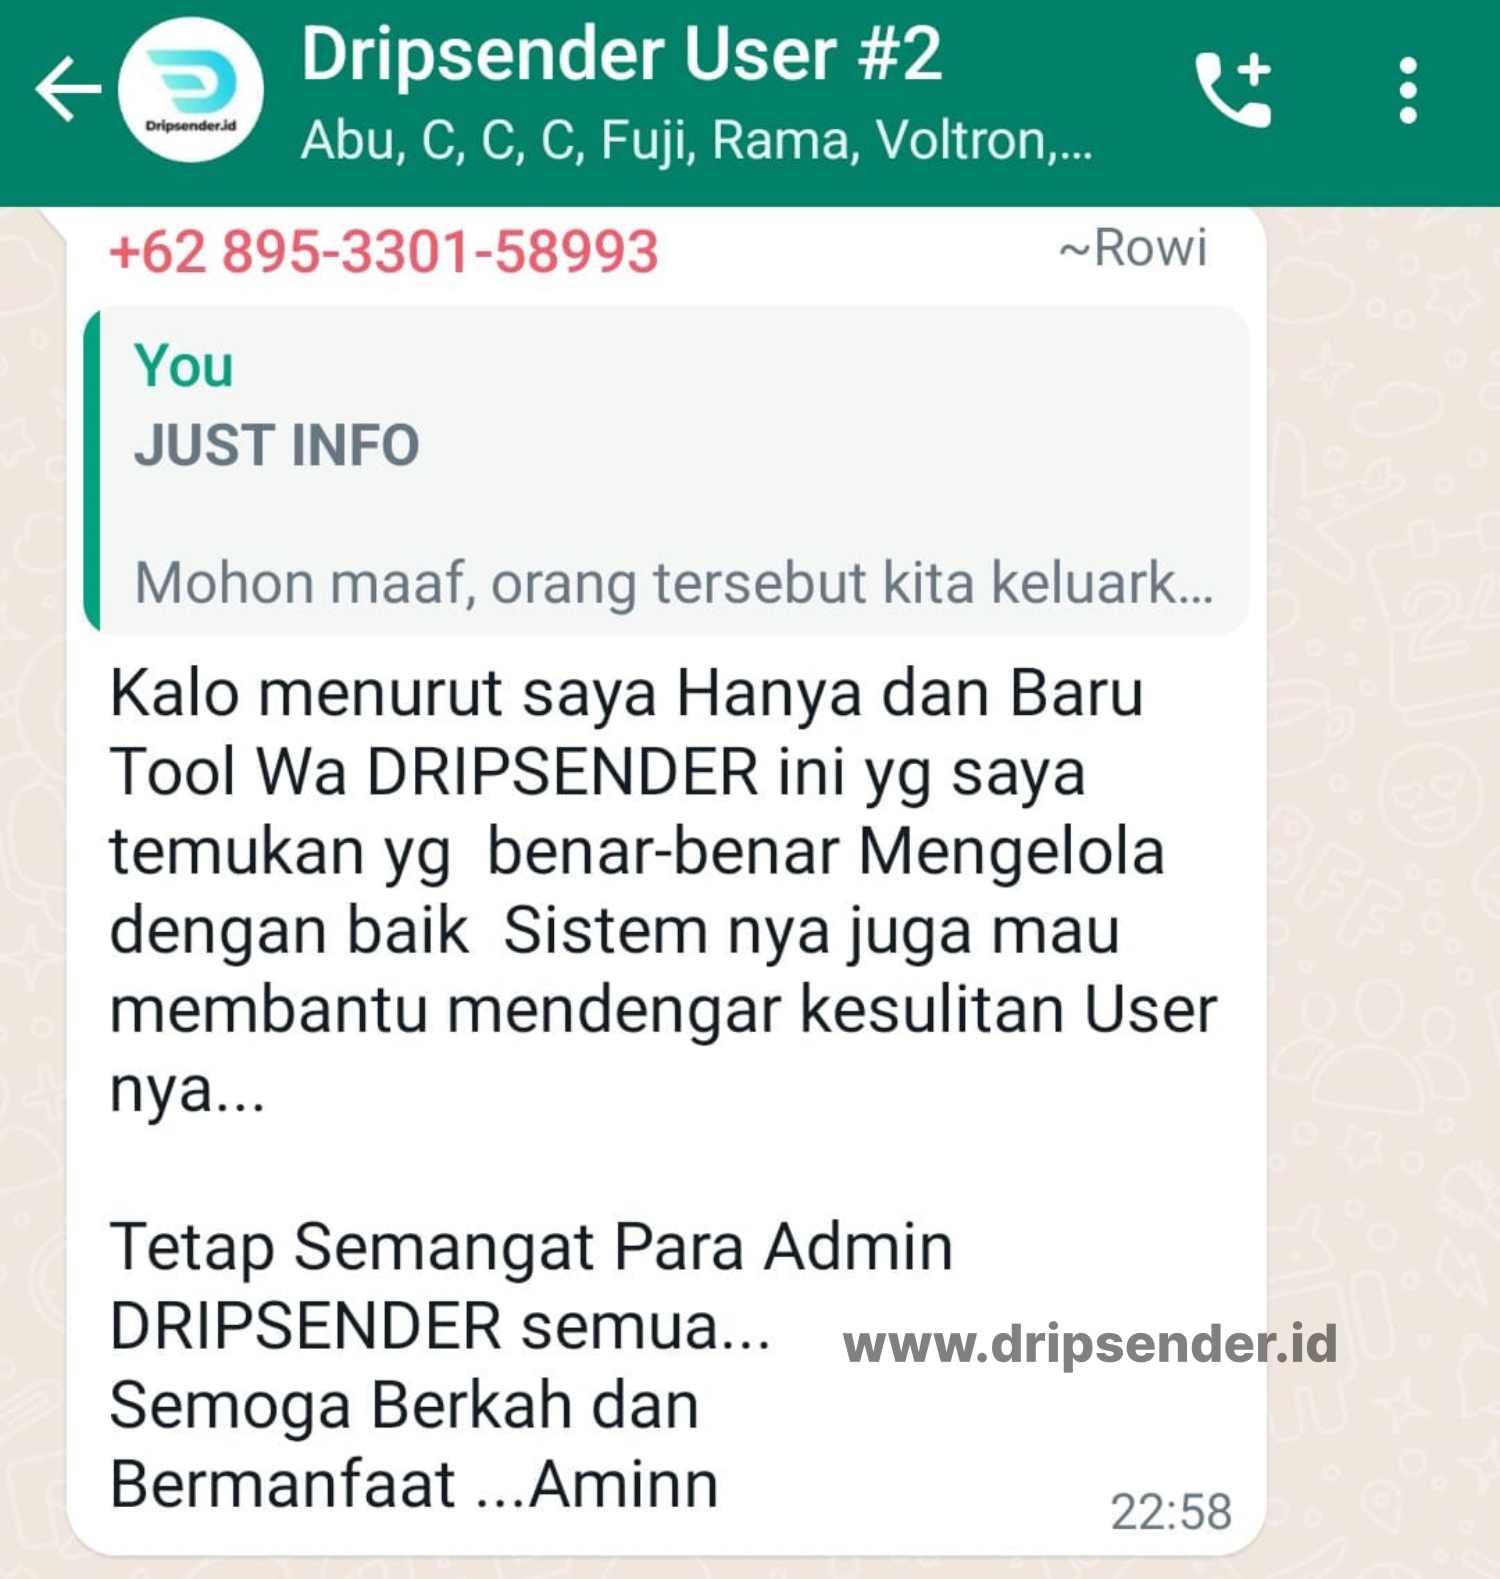 Dripsender User #2
Dripsender.id
Abu, C, C, C, Fuji, Rama, Voltron,...
+62 895-3301-58993
~Rowi
You
JUST INFO
Mohon maaf, orang tersebut kita keluark...
Kalo menurut saya Hanya dan Baru
Tool Wa DRIPSENDER ini yg saya
temukan yg  benar-benar Mengelola
dengan baik  Sistem nya juga mau
membantu mendengar kesulitan User
nya...
Tetap Semangat Para Admin
DRIPSENDER semua...
www.dripsender.id
Semoga Berkah dan
Bermanfaat ...Aminn
22:58